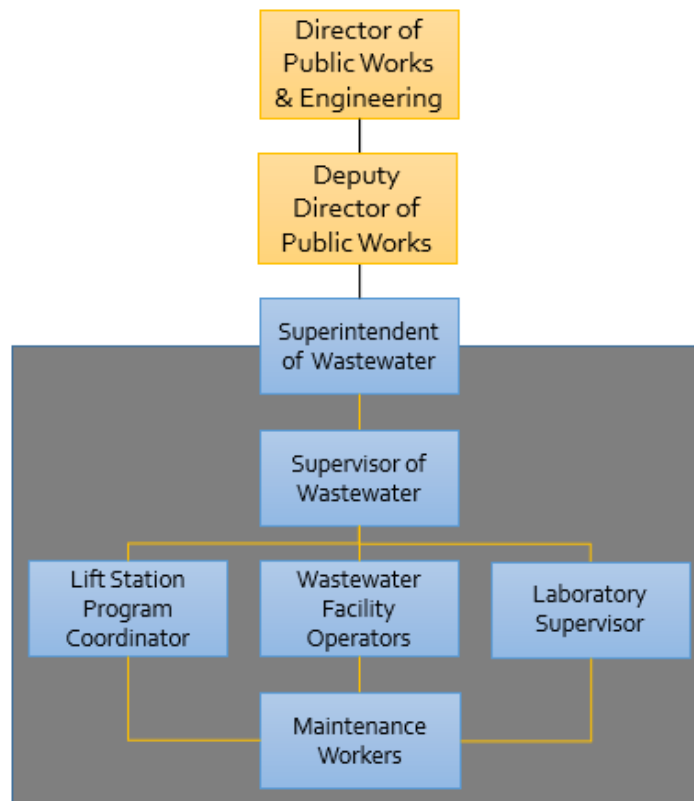 Director of
Public Works
& Engineering
Deputy
Director of
Public Works
Superintendent
of Wastewater
Supervisor of
Wastewater
Lift Station
Program
Coordinator
Wastewater
Facility
Operators
Laboratory
Supervisor
Maintenance
Workers